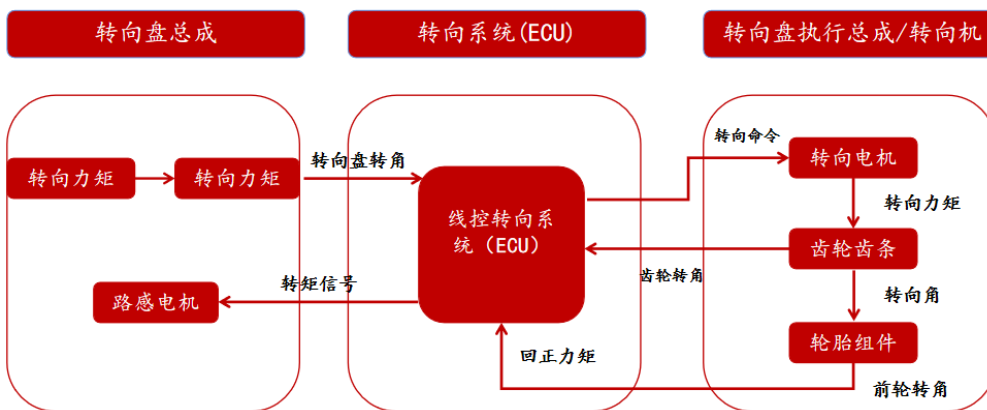 转向盘总成
转向系统(ECU)
转向盘执行总成/转向机
转向力矩
转向力矩
转向盘转角
路感电机
转矩信号
线控转向系
统（ECU）
转向命令
转向电机
转向力矩
齿轮齿条
齿轮转角
转向角
轮胎组件
回正力矩
前轮转角